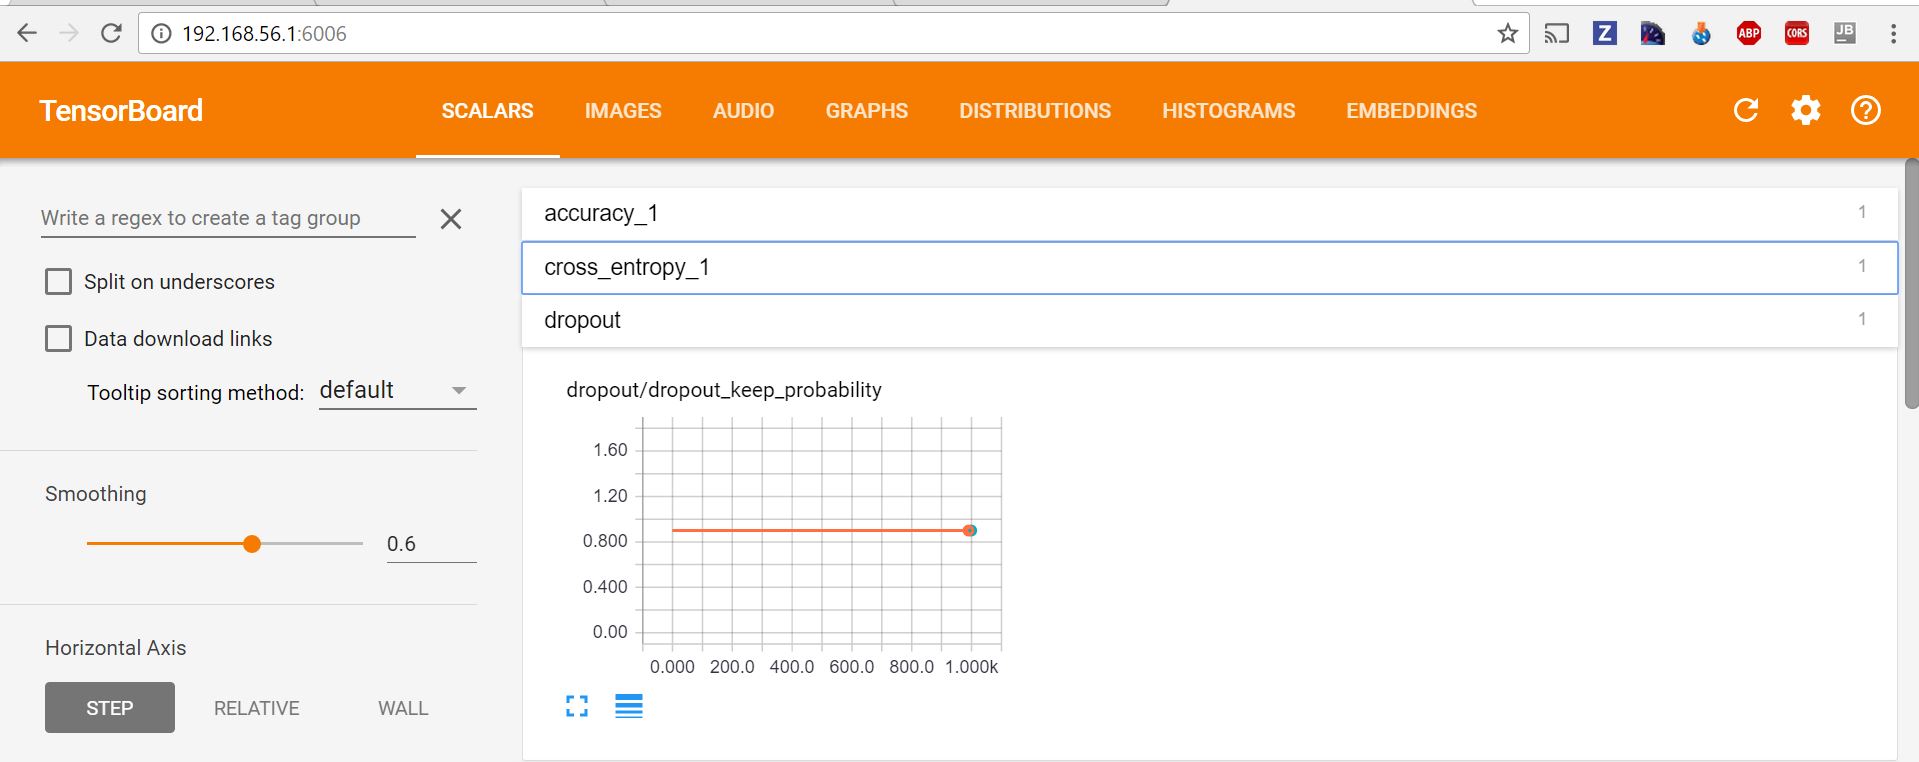 192.168.56.1:6006
Z
ABP
CORS
JB
TensorBoard
SCALARS IMAGES AUDIO GRAPHS DISTRIBUTIONS HISTOGRAMS EMBEDDINGS
Write a regex to create a tag group
Split on underscores
Data download links
Tooltip sorting method: default
Smoothing
0.6
Horizontal Axis
STEP RELATIVE WALL
accuracy_1 1
cross_entropy_1 1
dropout 1
dropout/dropout_keep_probability
1.60
1.20
0.800
0.400
0.00
0.000 200.0 400.0 600.0 800.0 1.000k